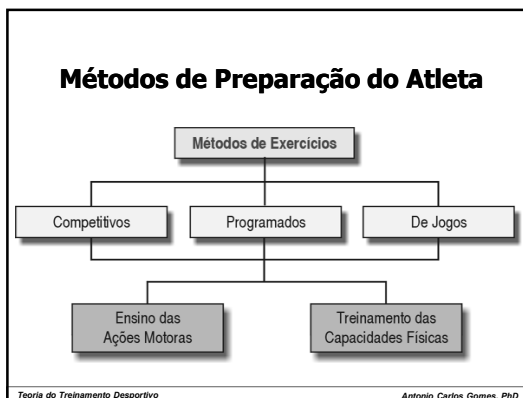 Métodos de Preparação do Atleta
Métodos de Exercícios
Competitivos
Programados
De Jogos
Ensino das
Ações Motoras
Treinamento das
Capacidades Físicas
Teoria do Treinamento Desportivo
Antonio Carlos Gomes, PhD